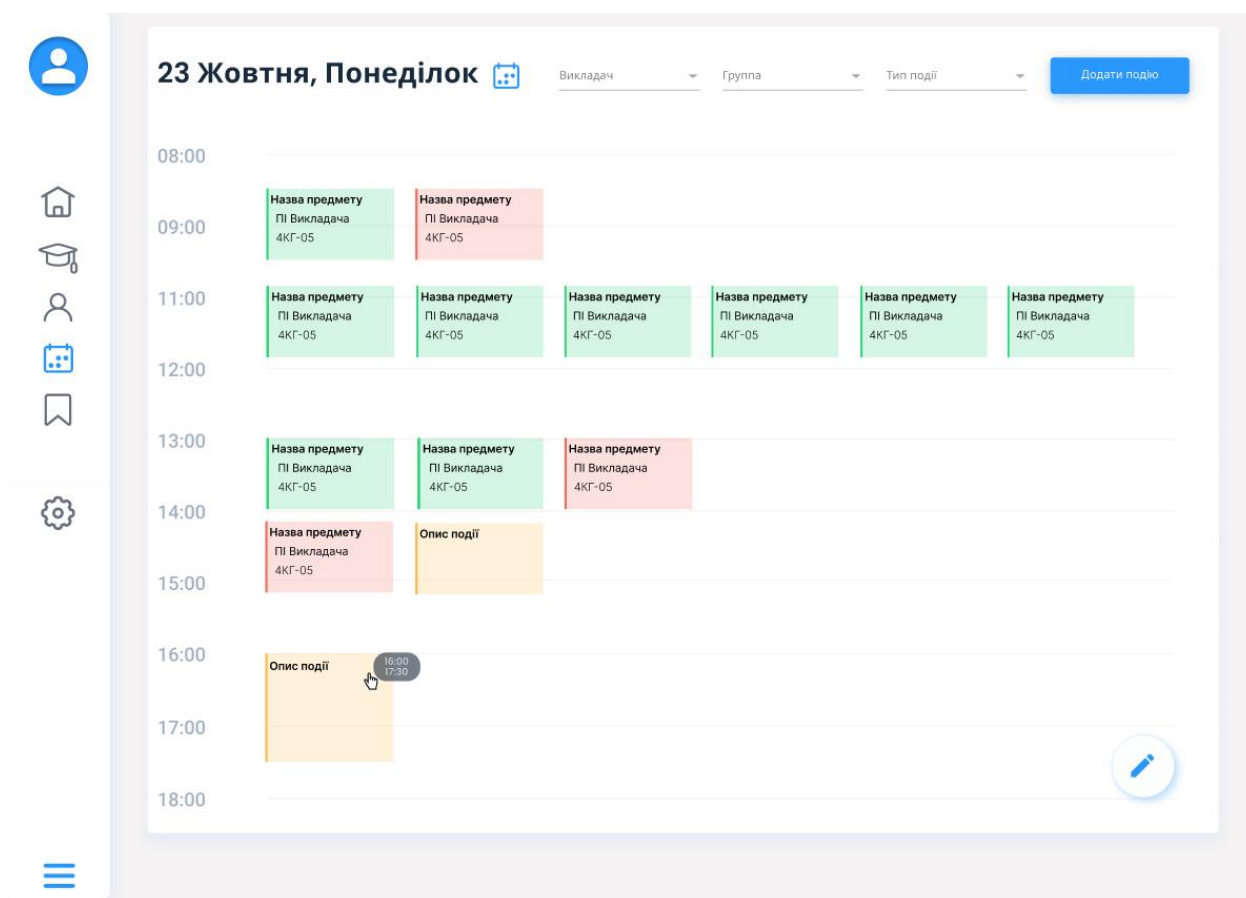 23 Жовтня, Понеділок
Викладач
Группа
Тип події
Додати подію
08:00
Назва предмету
ПІ Викладача
4КГ-05
Назва предмету
ПІ Викладача
4КГ-05
09:00
11:00
Назва предмету
ПІ Викладача
4КГ-05
Назва предмету
ПІ Викладача
4КГ-05
Назва предмету
ПІ Викладача
4КГ-05
Назва предмету
ПІ Викладача
4КГ-05
Назва предмету
ПІ Викладача
4КГ-05
Назва предмету
ПІ Викладача
4КГ-05
12:00
13:00
Назва предмету
ПІ Викладача
4КГ-05
Назва предмету
ПІ Викладача
4КГ-05
Назва предмету
ПІ Викладача
4КГ-05
14:00
Назва предмету
ПІ Викладача
4КГ-05
Опис події
15:00
16:00
Опис події
16:00
17:30
17:00
18:00